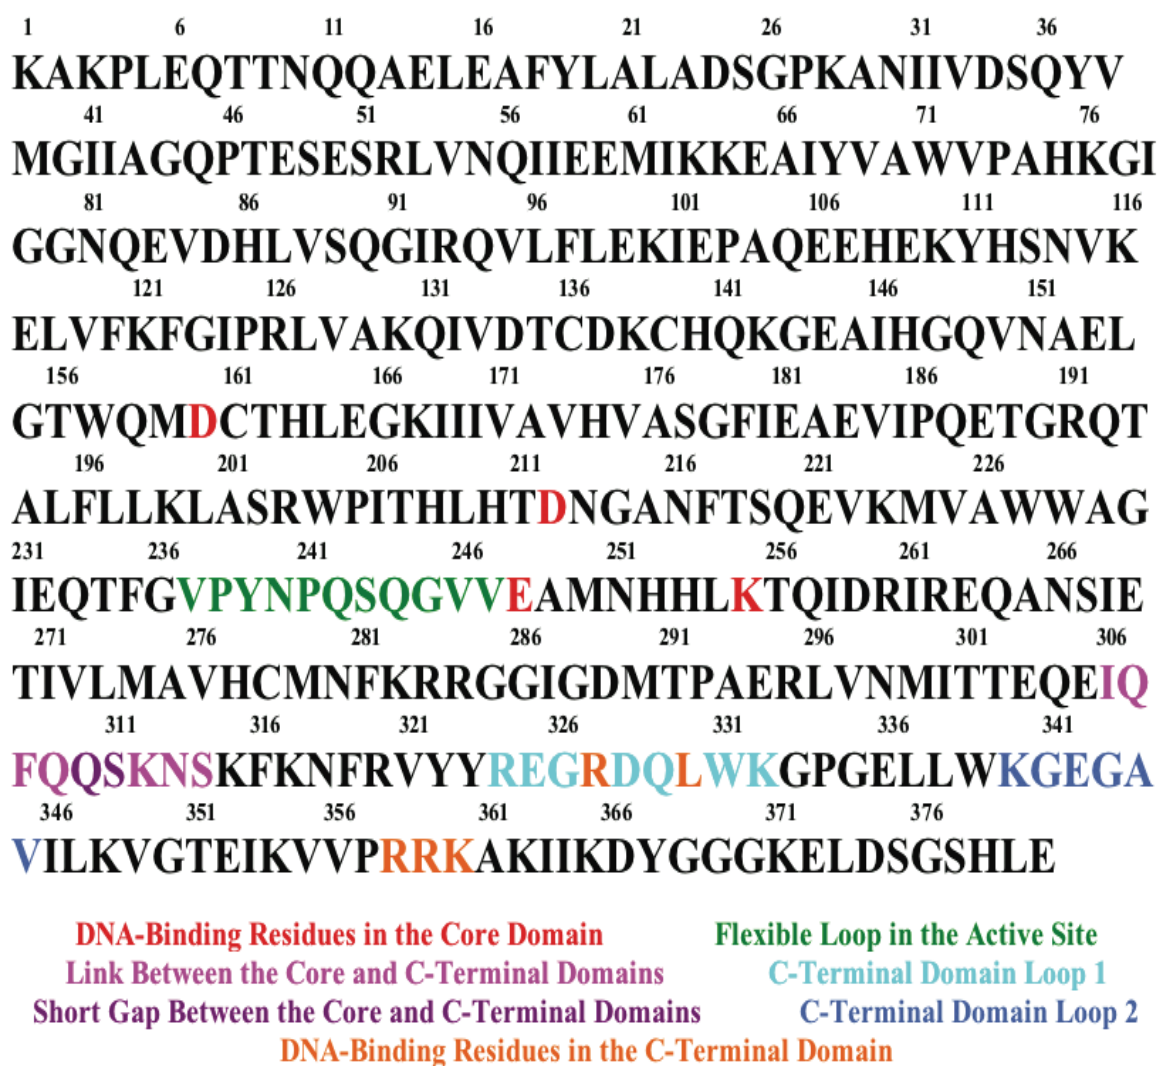 1 6 11 16 21 26 31 36
KAKPLEQTTNQQAELEAFYLALADSGPKANIIVDSQYV
41 46 51 56 61 66 71 76
MGIIAGQPTESESRLVNQIIEEMIKKEAIYVAWVPAHKGI
81 86 91 96 101 106 111 116
GGNQEVDHLVSQGIRQVLFLEKIEPAQEEHEKYHSNVK
121 126 131 136 141 146 151
ELVFKFGIPRLVAKQIVDTCDKCHQKGEAIHGQVNAEL
156 161 166 171 176 181 186 191
GTWQMDCTHLEGKIIIVAVHVASGFIEAEVIPQETGRQT
196 201 206 211 216 221 226
ALFLLKLASRWPITHLHTDNGANFTSQEVKMVAWWAG
231 236 241 246 251 256 261 266
IEQTFGVPYNPQSQGVVEAMNHHLKTQIDRIREQANSIE
271 276 281 286 291 296 301 306
TIVLMAVHCMNFKRRGGIGDMTPAERLVNMITTEQEIQ
311 316 321 326 331 336 341
FQQSKNSKFKNFRVYYREGRDQLWKGPGELLWKGEGA
346 351 356 361 366 371 376
VILKVGTEIKVVPRRKAKIIKDYGGGKELDSGSHLE
DNA-Binding Residues in the Core Domain Flexible Loop in the Active Site
Link Between the Core and C-Terminal Domains C-Terminal Domain Loop 1
Short Gap Between the Core and C-Terminal Domains C-Terminal Domain Loop 2
DNA-Binding Residues in the C-Terminal Domain